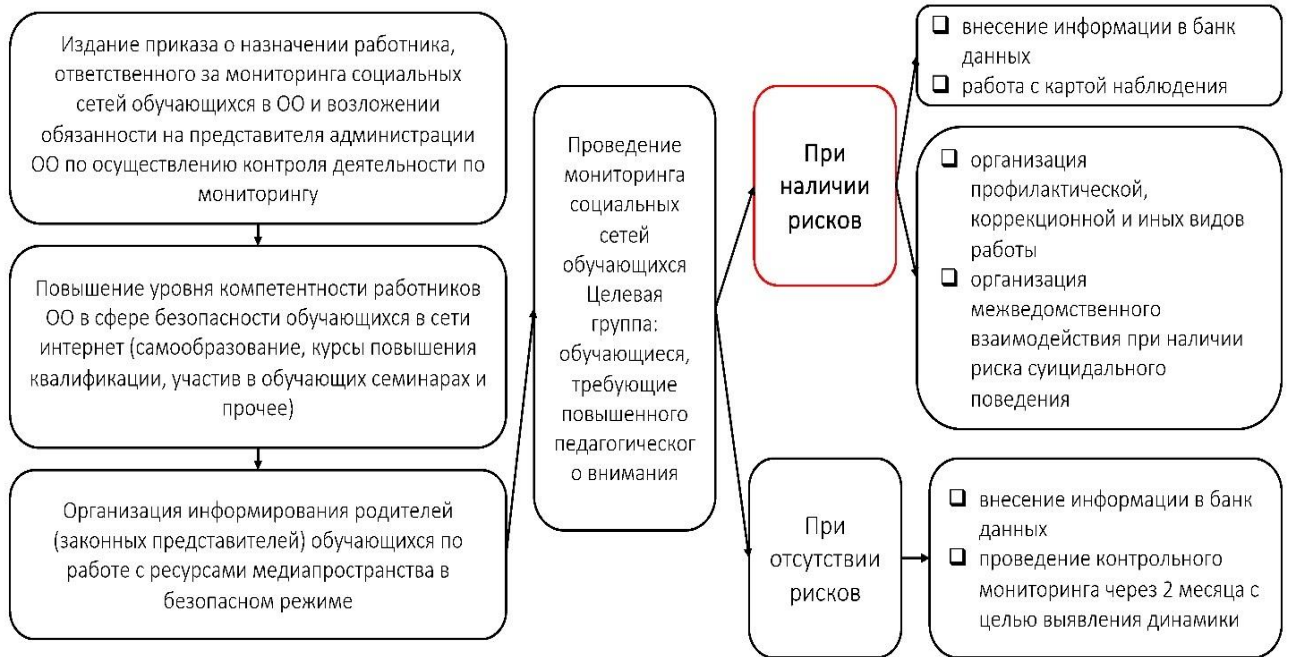 Издание приказа о назначении работника,
ответственного за мониторинга социальных
сетей обучающихся в ОО и возложении
обязанности на представителя администрации
ОО по осуществлению контроля деятельности по
мониторингу
Повышение уровня компетентности работников
ОО в сфере безопасности обучающихся в сети
интернет (самообразование, курсы повышения
квалификации, участив в обучающих семинарах и
прочее)
Организация информирования родителей
(законных представителей) обучающихся по
работе с ресурсами медиапространства в
безопасном режиме
Проведение
мониторинга
социальных
сетей
обучающихся
Целевая
группа:
обучающиеся,
требующие
повышенного
педагогическог
о внимания
При
наличии
рисков
внесение информации в банк
данных
работа с картой наблюдения
организация
профилактической,
коррекционной и иных видов
работы
организация
межведомственного
взаимодействия при наличии
риска суицидального
поведения
При
отсутствии
рисков
внесение информации в банк
данных
проведение контрольного
мониторинга через 2 месяца с
целью выявления динамики